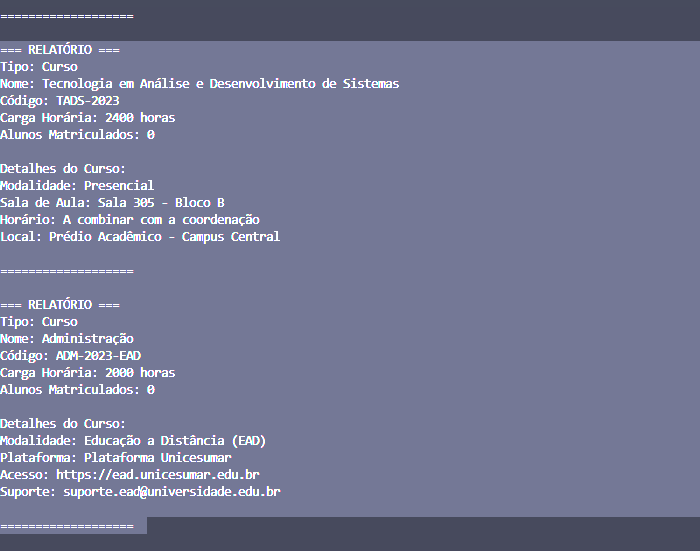 ===================
=== RELATÓRIO ===
Tipo: Curso
Nome: Tecnologia em Análise e Desenvolvimento de Sistemas
Código: TADS-2023
Carga Horária: 2400 horas
Alunos Matriculados: 0
Detalhes do Curso:
Modalidade: Presencial
Sala de Aula: Sala 305 - Bloco B
Horário: A combinar com a coordenação
Local: Prédio Acadêmico - Campus Central
===================
=== RELATÓRIO ===
Tipo: Curso
Nome: Administração
Código: ADM-2023-EAD
Carga Horária: 2000 horas
Alunos Matriculados: 0
Detalhes do Curso:
Modalidade: Educação a Distância (EAD)
Plataforma: Plataforma Unicesumar
Acesso: https://ead.unicesumar.edu.br
Suporte: suporte.ead@universidade.edu.br
===================